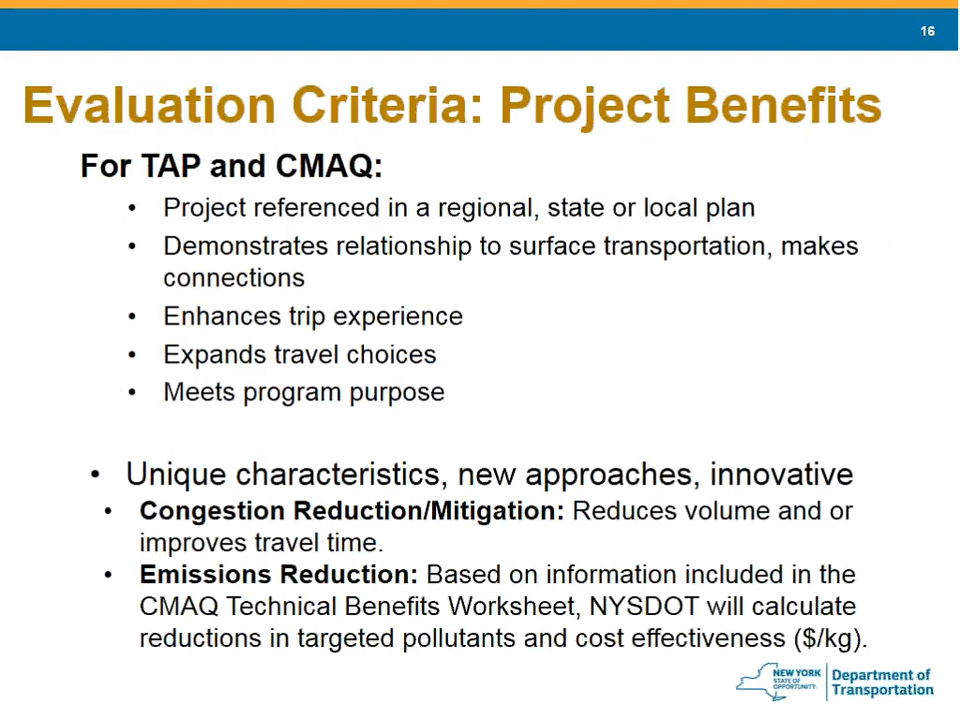 16
Evaluation Criteria: Project Benefits
For TAP and CMAQ:
• Project referenced in a regional, state or local plan
• Demonstrates relationship to surface transportation, makes
connections
• Enhances trip experience
• Expands travel choices
• Meets program purpose
• Unique characteristics, new approaches, innovative
• Congestion Reduction/Mitigation: Reduces volume and or
improves travel time.
• Emissions Reduction: Based on information included in the
CMAQ Technical Benefits Worksheet, NYSDOT will calculate
reductions in targeted pollutants and cost effectiveness ($/kg).
NEW YORK
STATE OF
OPPORTUNITY.
Department of
Transportation